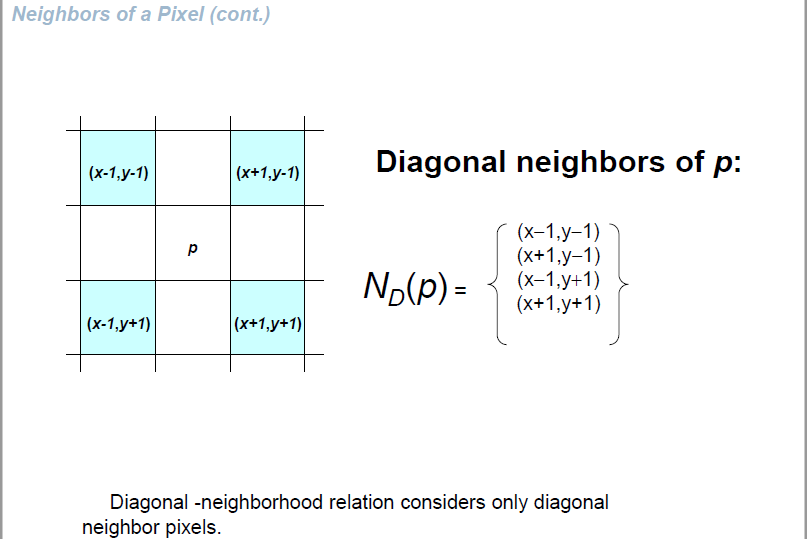 Neighbors of a Pixel (cont.)
(x-1,y-1)
(x+1,y-1)
p
(x-1,y+1)
(x+1,y+1)
Diagonal neighbors of p:
N_D(p) =
(x−1,y−1)
(x+1,y−1)
(x−1,y+1)
(x+1,y+1)
Diagonal -neighborhood relation considers only diagonal
neighbor pixels.